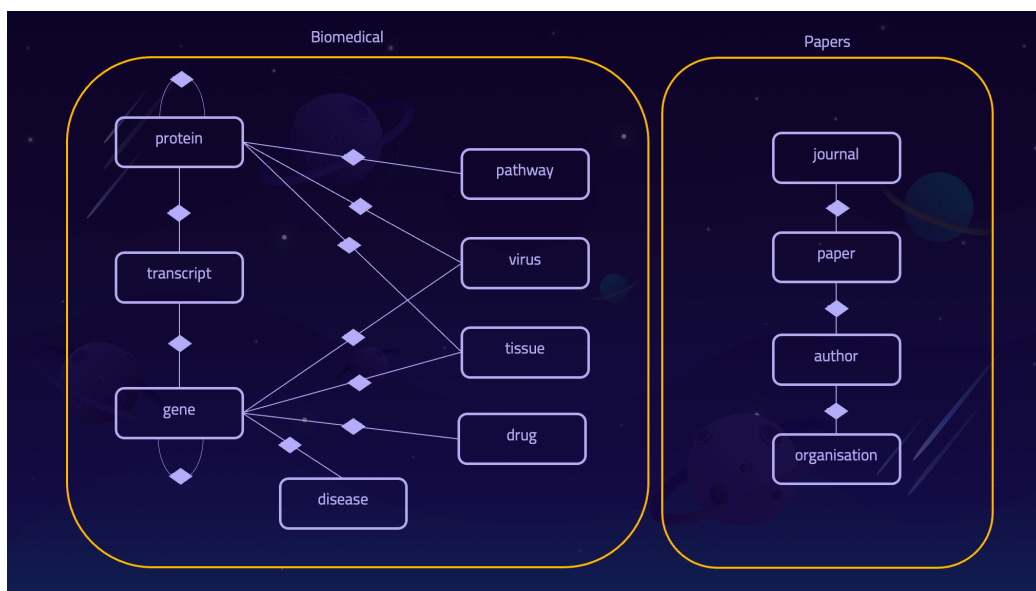 Biomedical
protein
pathway
virus
transcript
tissue
gene
drug
disease
Papers
journal
paper
author
organisation